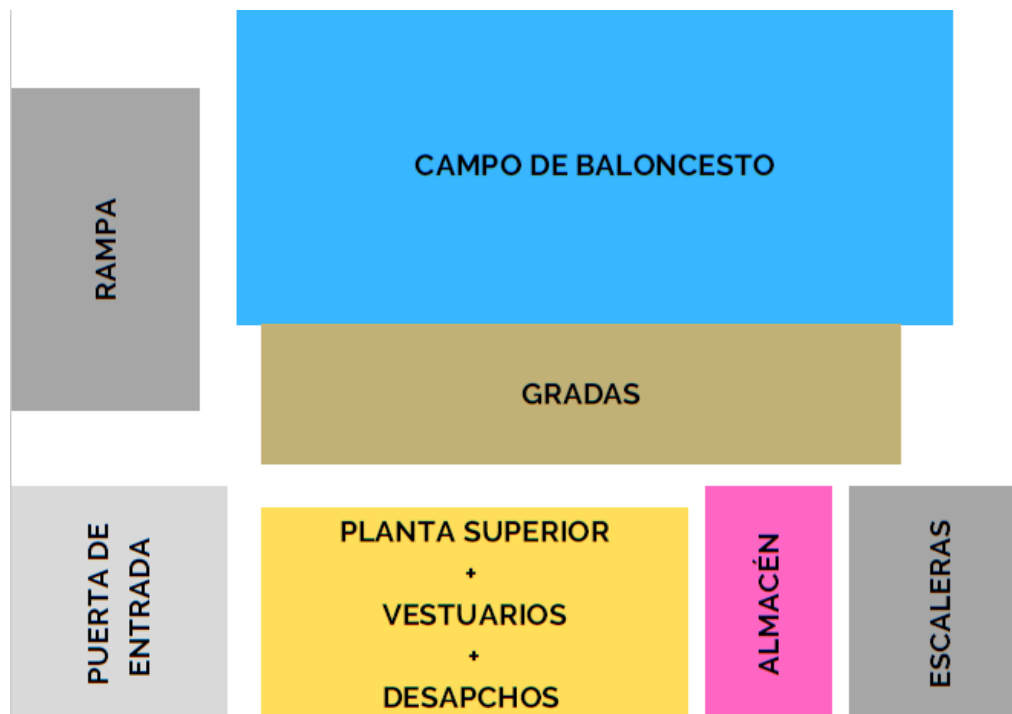 CAMPO DE BALONCESTO
RAMPA
GRADAS
PUERTA DE
ENTRADA
PLANTA SUPERIOR
+
VESTUARIOS
+
DESAPCHOS
ALMACÉN
ESCALERAS